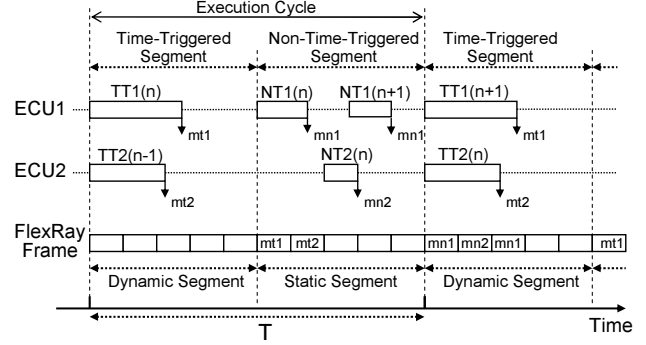 Execution Cycle
Time-Triggered Segment
Non-Time-Triggered Segment
Time-Triggered Segment
ECU1
TT1(n)
mt1
NT1(n)
mn1
NT1(n+1)
mn1
TT1(n+1)
mt1
ECU2
TT2(n-1)
mt2
NT2(n)
mn2
TT2(n)
mt2
FlexRay Frame
mt1 mt2 mn1 mn2 mn1 mt1
Dynamic Segment
Static Segment
Dynamic Segment
T
Time